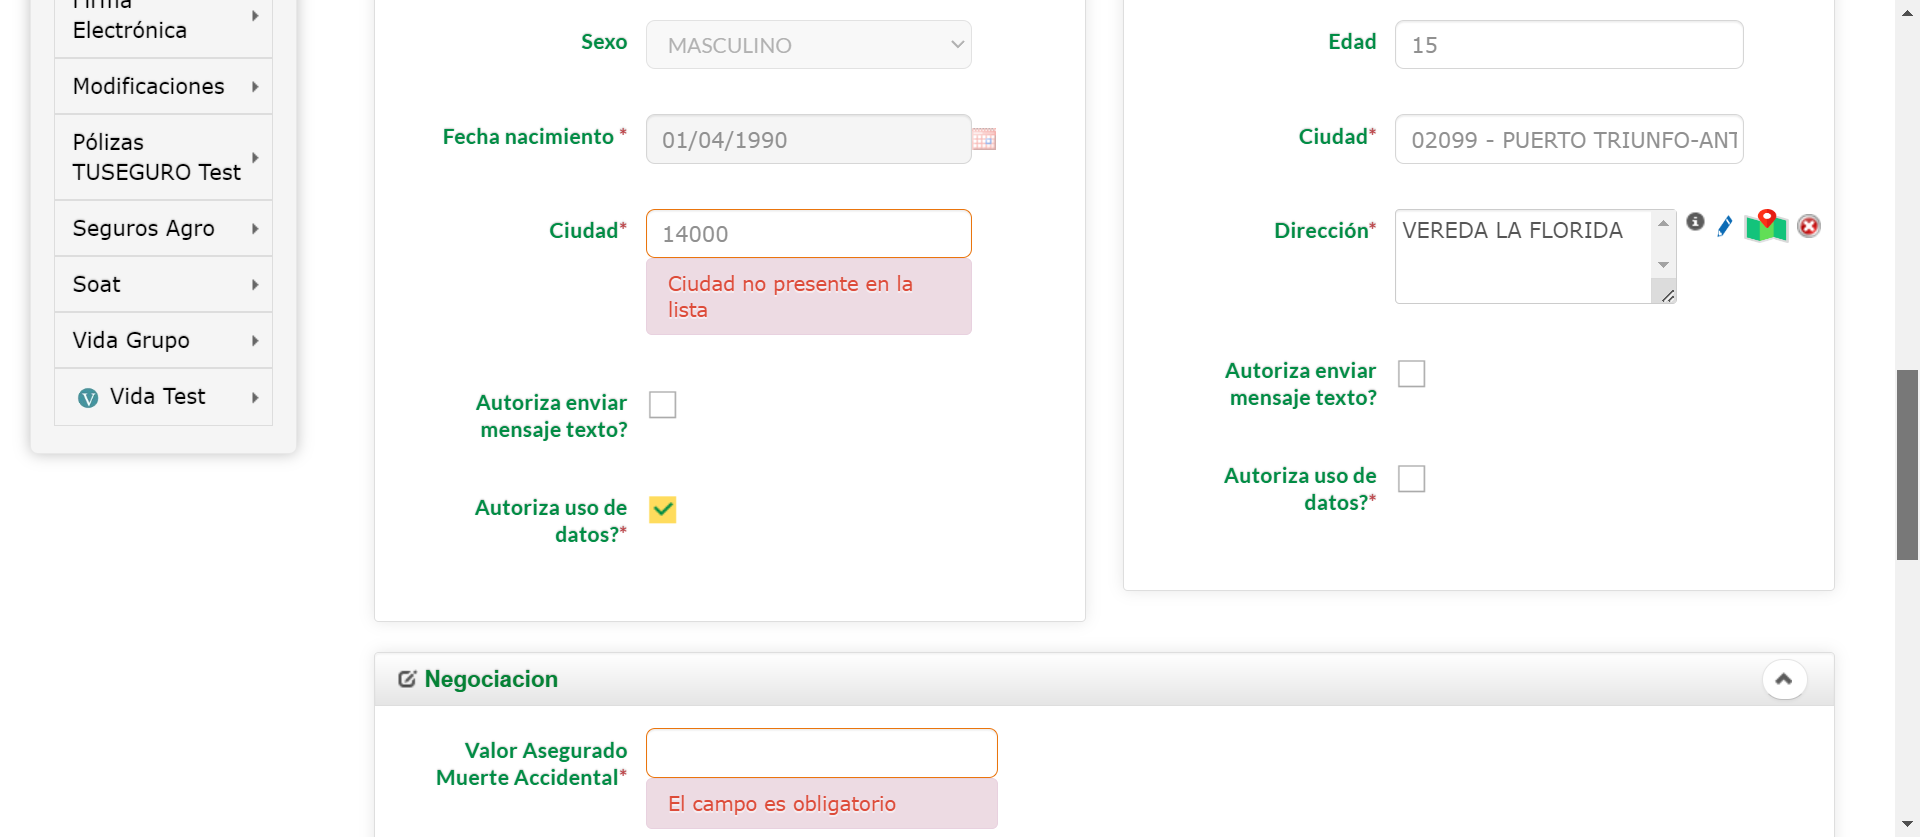 Firma
Electrónica
Modificaciones
Pólizas
TUSEGURO Test
Seguros Agro
Soat
Vida Grupo
V Vida Test
Sexo
MASCULINO
Fecha nacimiento *
01/04/1990
Ciudad*
14000
Ciudad no presente en la
lista
Autoriza enviar
mensaje texto?
Autoriza uso de
datos?*
Edad
15
Ciudad*
02099 - PUERTO TRIUNFO-ANT
Dirección*
VEREDA LA FLORIDA
Autoriza enviar
mensaje texto?
Autoriza uso de
datos?*
Negociacion
Valor Asegurado
Muerte Accidental*
El campo es obligatorio